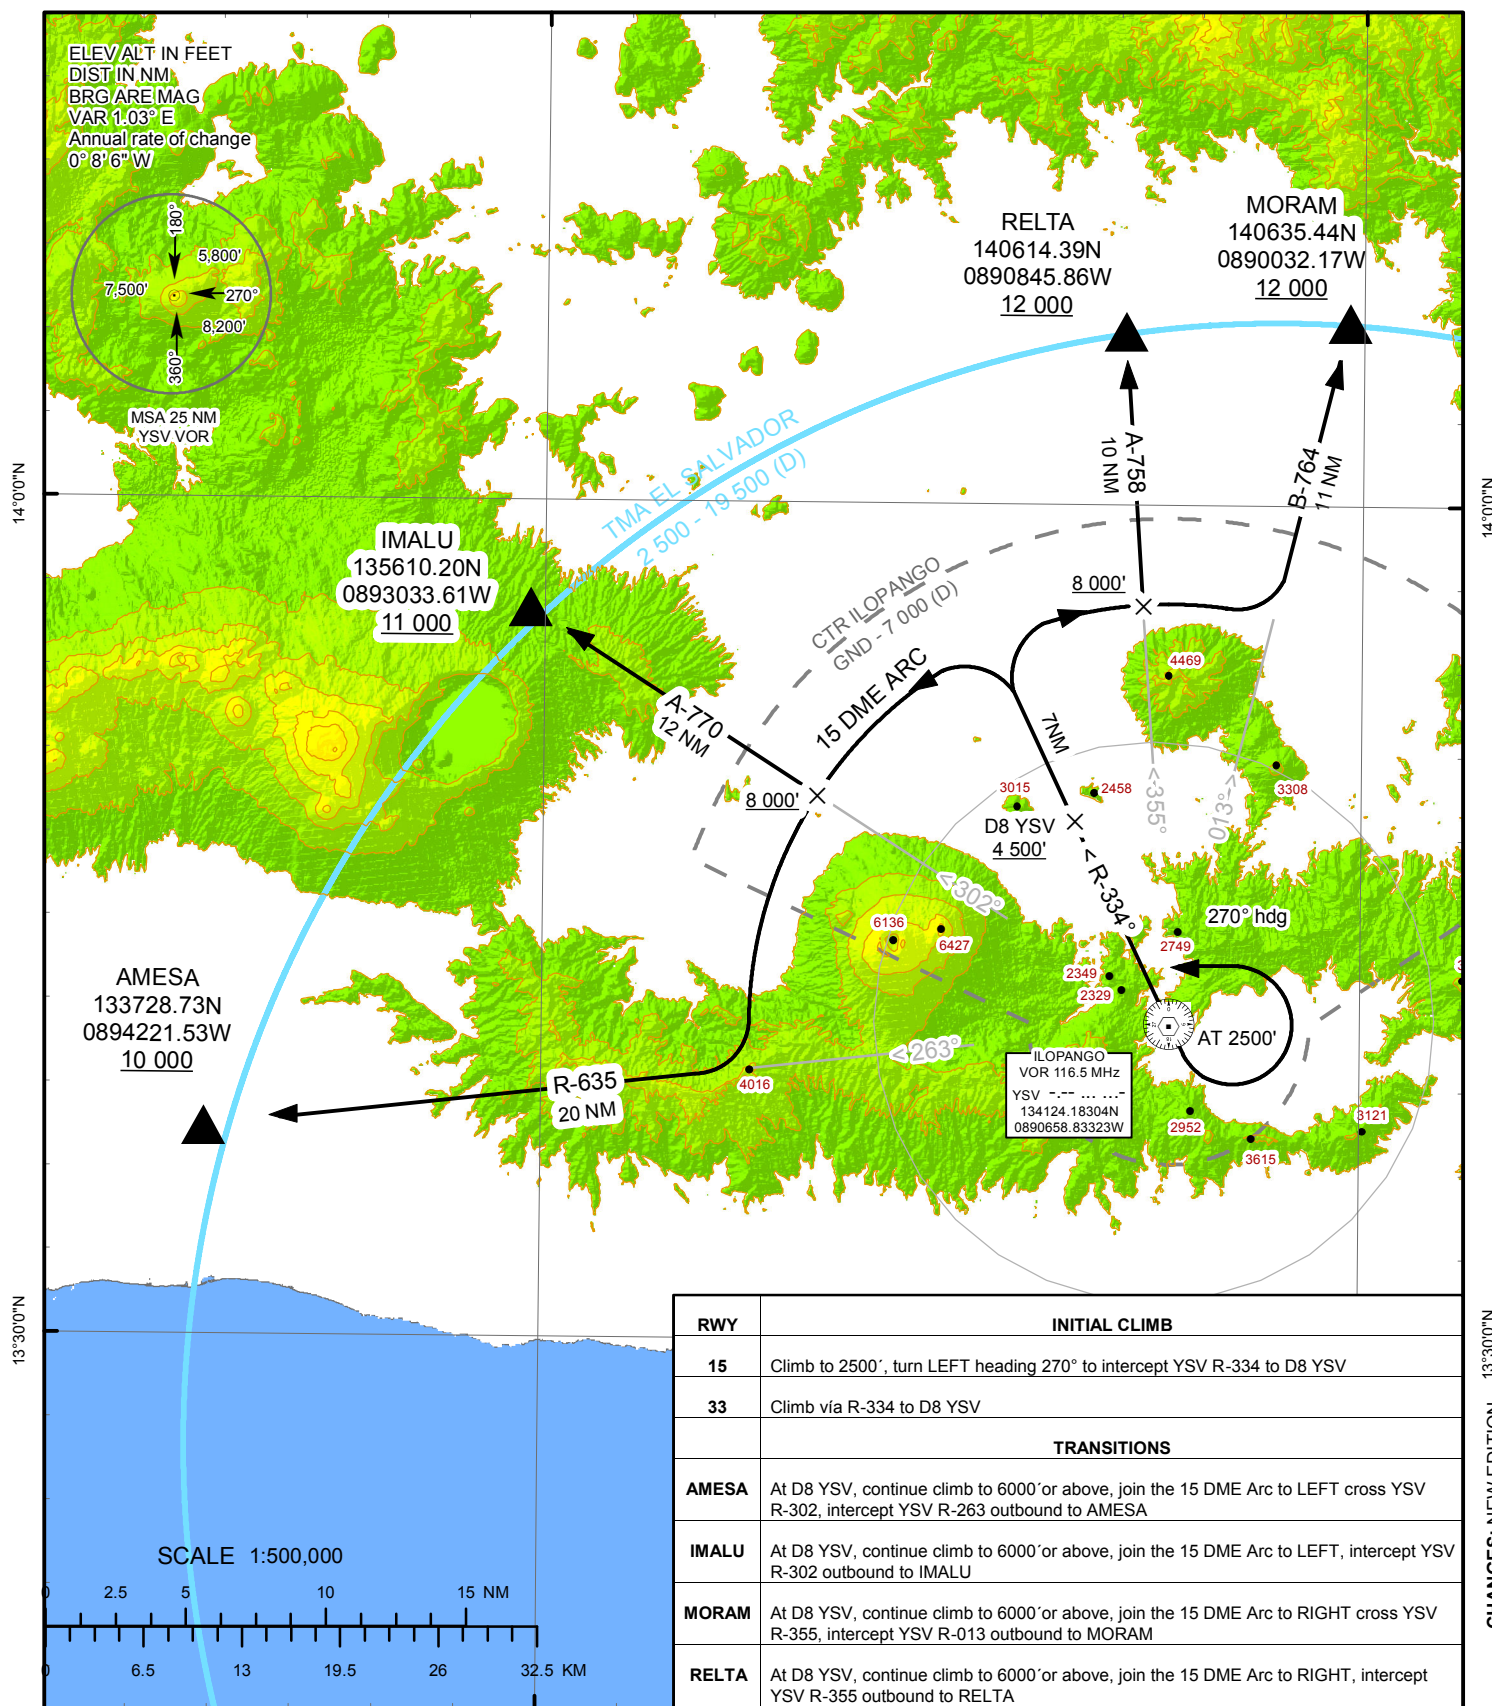 ELEV ALT IN FEET
DIST IN NM
BRG ARE MAG
VAR 1.03° E
Annual rate of change
0° 8' 6" W
180°
5,800'
7,500'
270°
8,200'
360°
MSA 25 NM
YSV VOR
RELTA
140614.39N
0890845.86W
12 000
MORAM
140635.44N
0890032.17W
12 000
TMA EL SALVADOR
2 500 - 19 500 (D)
A-758
10 NM
B-764
11 NM
14°0'0"N
14°0'0"N
IMALU
135610.20N
0893033.61W
11 000
CTR ILOPANGO
GND - 7 000 (D)
8 000'
15 DME ARC
4469
A-770
12 NM
7NM
8 000'
3015
2458
3308
<-355°
013°->
D8 YSV
4 500'
< R-334°
<-302°
270° hdg
6136
6427
2749
2349
2329
AMESA
133728.73N
0894221.53W
10 000
AT 2500'
<-263°
R-635
20 NM
4016
ILOPANGO
VOR 116.5 MHz
YSV -.-- ... ...-
134124.18304N
0890658.83323W
2952
3121
3615
13°30'0"N
13°30'0"N
RWY INITIAL CLIMB
15 Climb to 2500´, turn LEFT heading 270° to intercept YSV R-334 to D8 YSV
33 Climb vía R-334 to D8 YSV
TRANSITIONS
AMESA At D8 YSV, continue climb to 6000´or above, join the 15 DME Arc to LEFT cross YSV
R-302, intercept YSV R-263 outbound to AMESA
IMALU At D8 YSV, continue climb to 6000´or above, join the 15 DME Arc to LEFT, intercept YSV
R-302 outbound to IMALU
MORAM At D8 YSV, continue climb to 6000´or above, join the 15 DME Arc to RIGHT cross YSV
R-355, intercept YSV R-013 outbound to MORAM
RELTA At D8 YSV, continue climb to 6000´or above, join the 15 DME Arc to RIGHT, intercept
YSV R-355 outbound to RELTA
SCALE 1:500,000
0 2.5 5 10 15 NM
0 6.5 13 19.5 26 32.5 KM
CHANGES: NEW EDITION